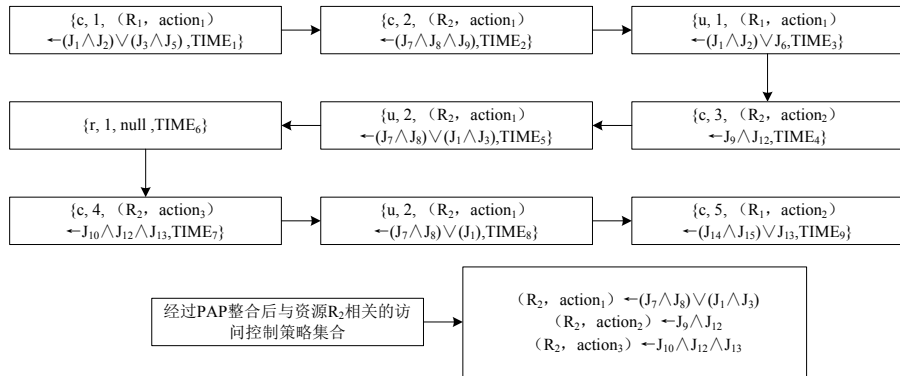 {c, 1, （R₁，action₁）
←(J₁∧J₂)∨(J₃∧J₅) ,TIME₁}
{c, 2, （R₂，action₁）
←(J₇∧J₈∧J₉),TIME₂}
{u, 1, （R₁，action₁）
←(J₁∧J₂)∨J₆,TIME₃}
{r, 1, null ,TIME₆}
{u, 2, （R₂，action₁）
←(J₇∧J₈)∨(J₁∧J₃),TIME₅}
{c, 3, （R₂，action₂）
←J₉∧J₁₂,TIME₄}
{c, 4, （R₂，action₃）
←J₁₀∧J₁₂∧J₁₃,TIME₇}
{u, 2, （R₂，action₁）
←(J₇∧J₈)∨(J₁),TIME₈}
{c, 5, （R₁，action₂）
←(J₁₄∧J₁₅)∨J₁₃,TIME₉}
经过PAP整合后与资源R₂相关的访
问控制策略集合
（R₂，action₁）←(J₇∧J₈)∨(J₁∧J₃)
（R₂，action₂）←J₉∧J₁₂
（R₂，action₃）←J₁₀∧J₁₂∧J₁₃